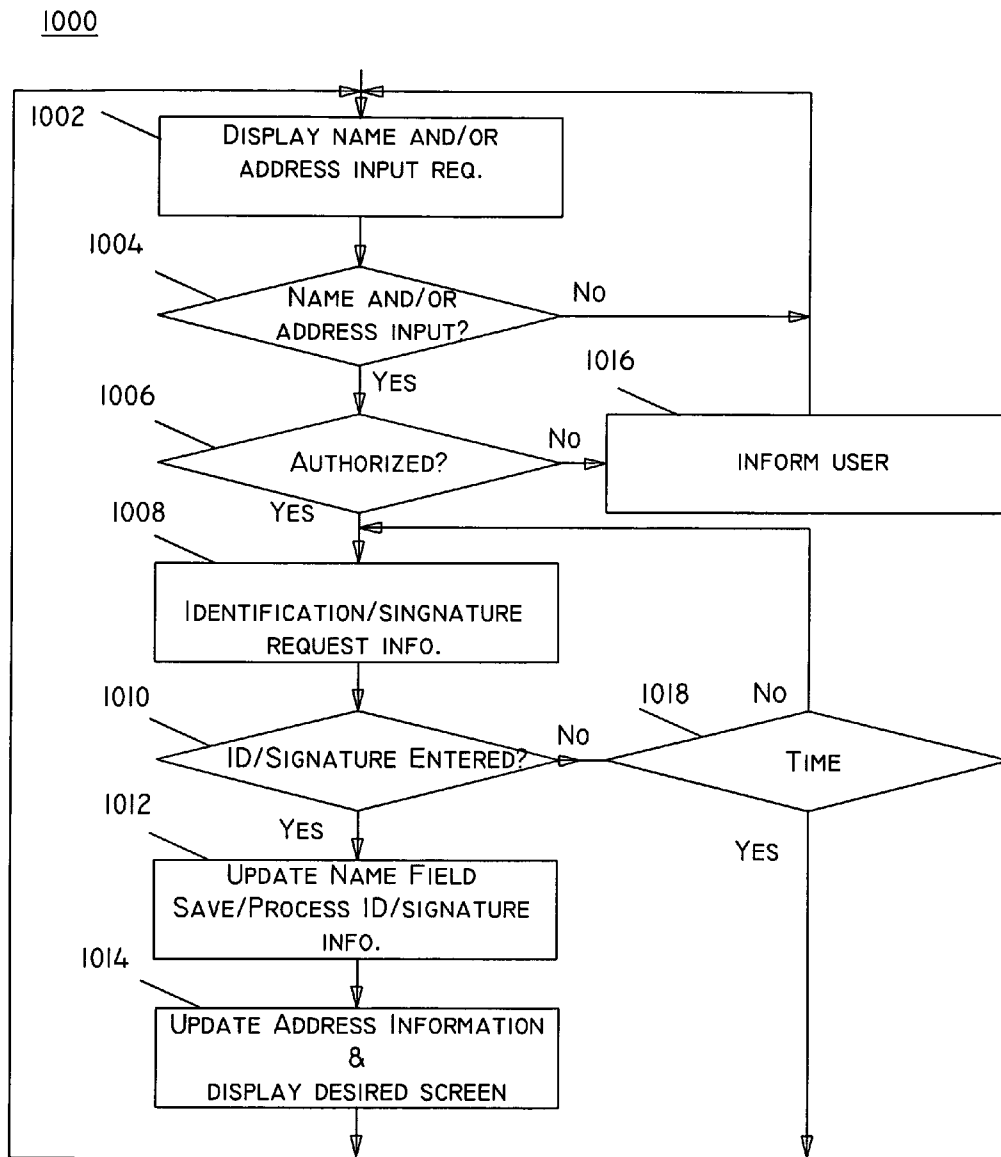 1000
1002
DISPLAY NAME AND/OR
ADDRESS INPUT REQ.
1004
NAME AND/OR
ADDRESS INPUT?
NO
YES
1006
AUTHORIZED?
NO
1016
INFORM USER
YES
1008
IDENTIFICATION/SINGNATURE
REQUEST INFO.
1010
ID/SIGNATURE ENTERED?
NO
1018
NO
TIME
YES
1012
YES
UPDATE NAME FIELD
SAVE/PROCESS ID/SIGNATURE
INFO.
1014
UPDATE ADDRESS INFORMATION
&
DISPLAY DESIRED SCREEN